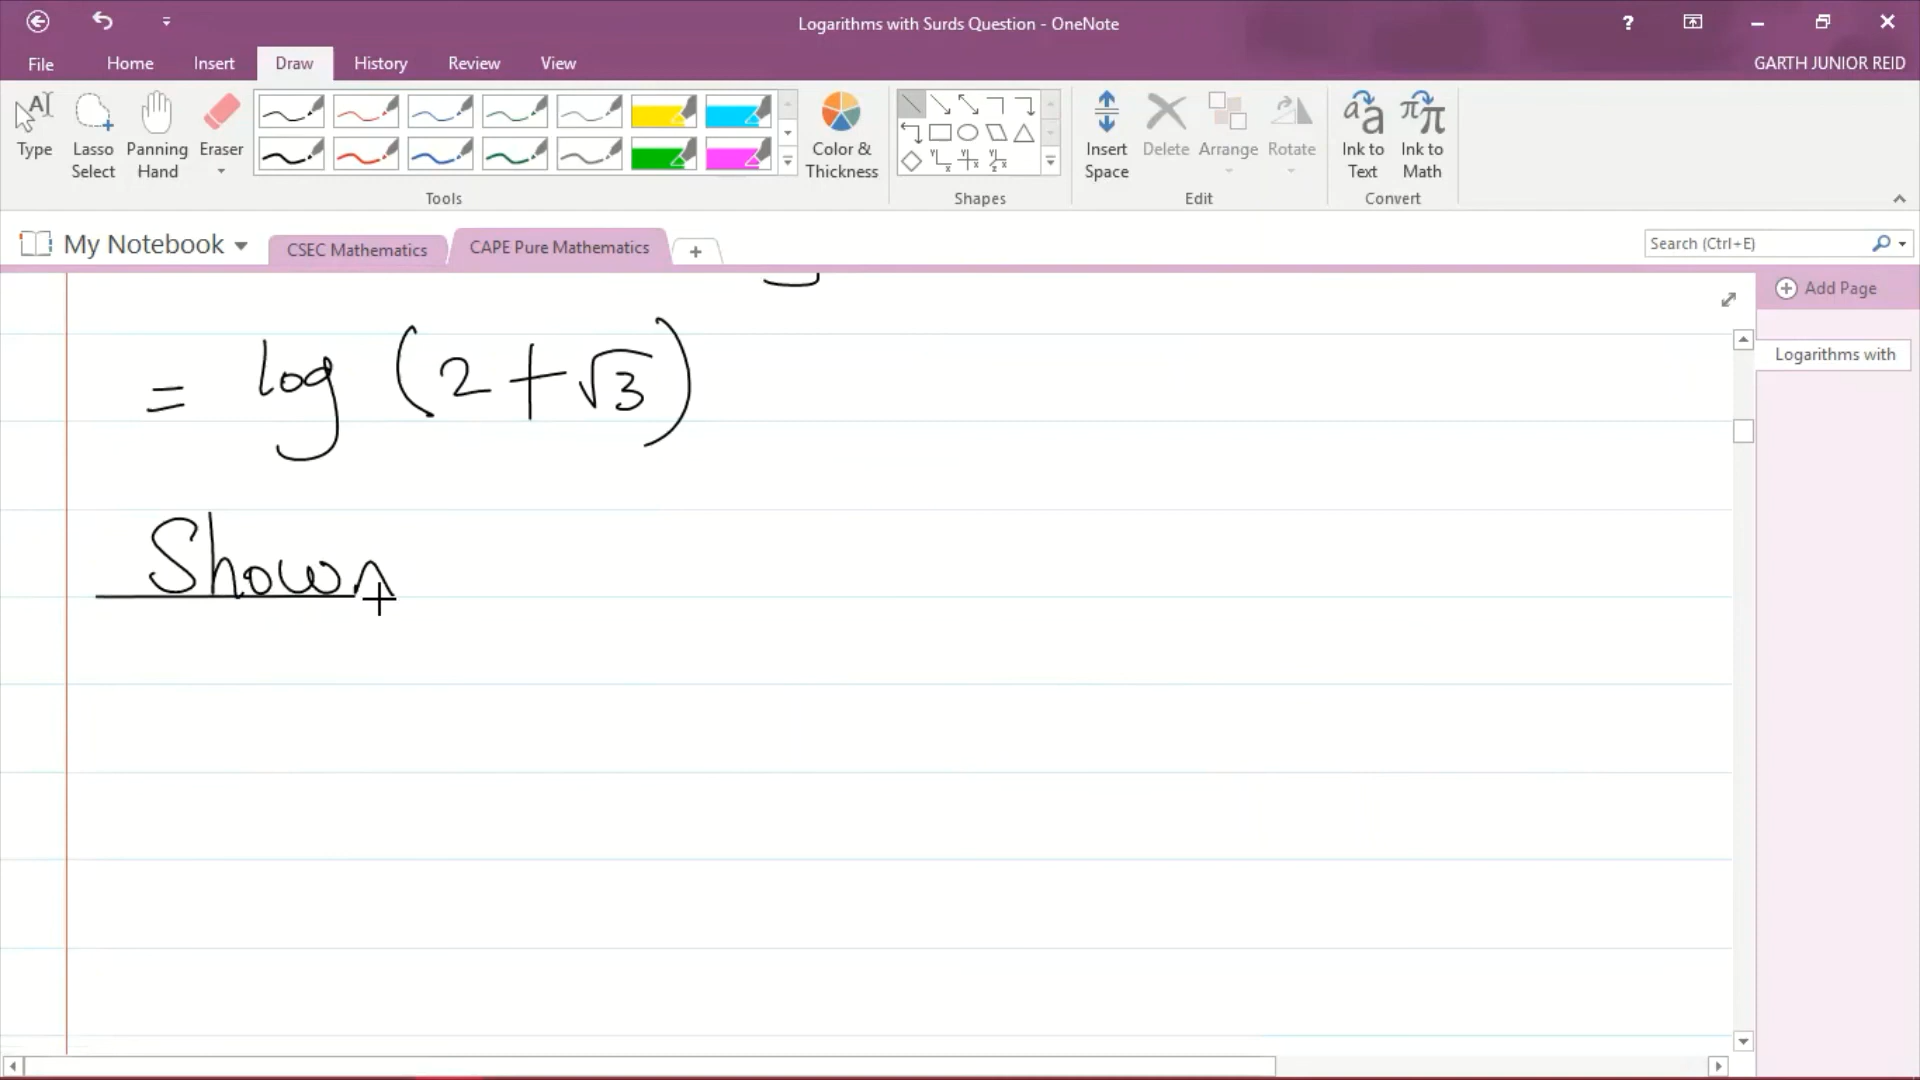 Logarithms with Surds Question - OneNote
?
File Home Insert Draw History Review View
GARTH JUNIOR REID
Type
Lasso Select
Panning Hand
Eraser
Color & Thickness
Insert Space
Delete
Arrange
Rotate
Ink to Text
Ink to Math
Tools
Shapes
Edit
Convert
My Notebook
CSEC Mathematics
CAPE Pure Mathematics
Search (Ctrl+E)
Add Page
Logarithms with
= log (2+√3)
Shown